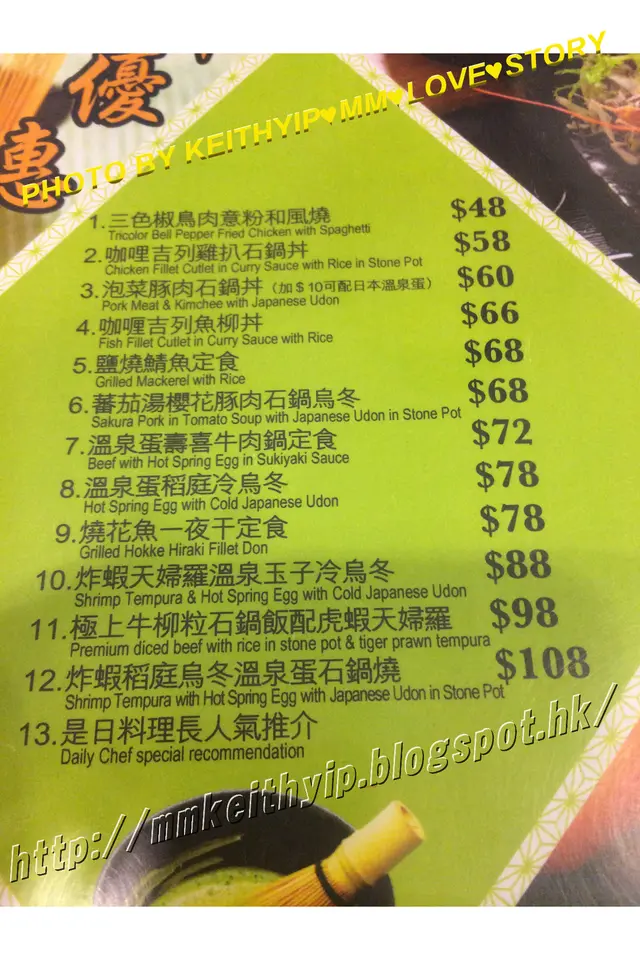 優
惠
PHOTO BY KEITHYIP♥MM♥LOVE♥STORY
1.三色椒鳥肉意粉和風燒 $48
Tricolor Bell Pepper Fried Chicken with Spaghetti
2.咖哩吉列雞扒石鍋丼 $58
Chicken Fillet Cutlet in Curry Sauce with Rice in Stone Pot
3.泡菜豚肉石鍋丼 (加$10可配日本溫泉蛋) $60
Pork Meat & Kimchee with Japanese Udon
4.咖喱吉列魚柳丼 $66
Fish Fillet Cutlet in Curry Sauce with Rice
5.鹽燒鯖魚定食 $68
Grilled Mackerel with Rice
6.蕃茄湯櫻花豚肉石鍋烏冬 $68
Sakura Pork in Tomato Soup with Japanese Udon in Stone Pot
7.溫泉蛋壽喜牛肉鍋定食 $72
Beef with Hot Spring Egg in Sukiyaki Sauce
8.溫泉蛋稻庭冷烏冬 $78
Hot Spring Egg with Cold Japanese Udon
9.燒花魚一夜干定食 $78
Grilled Hokke Hiraki Fillet Don
10.炸蝦天婦羅溫泉玉子冷烏冬 $88
Shrimp Tempura & Hot Spring Egg with Cold Japanese Udon
11.極上牛柳粒石鍋飯配虎蝦天婦羅 $98
Premium diced beef with rice in stone pot & tiger prawn tempura
12.炸蝦稻庭烏冬溫泉蛋石鍋燒 $108
Shrimp Tempura with Hot Spring Egg with Japanese Udon in Stone Pot
13.是日料理長人氣推介
Daily Chef special recommendation
http://mmkeithyip.blogspot.hk/